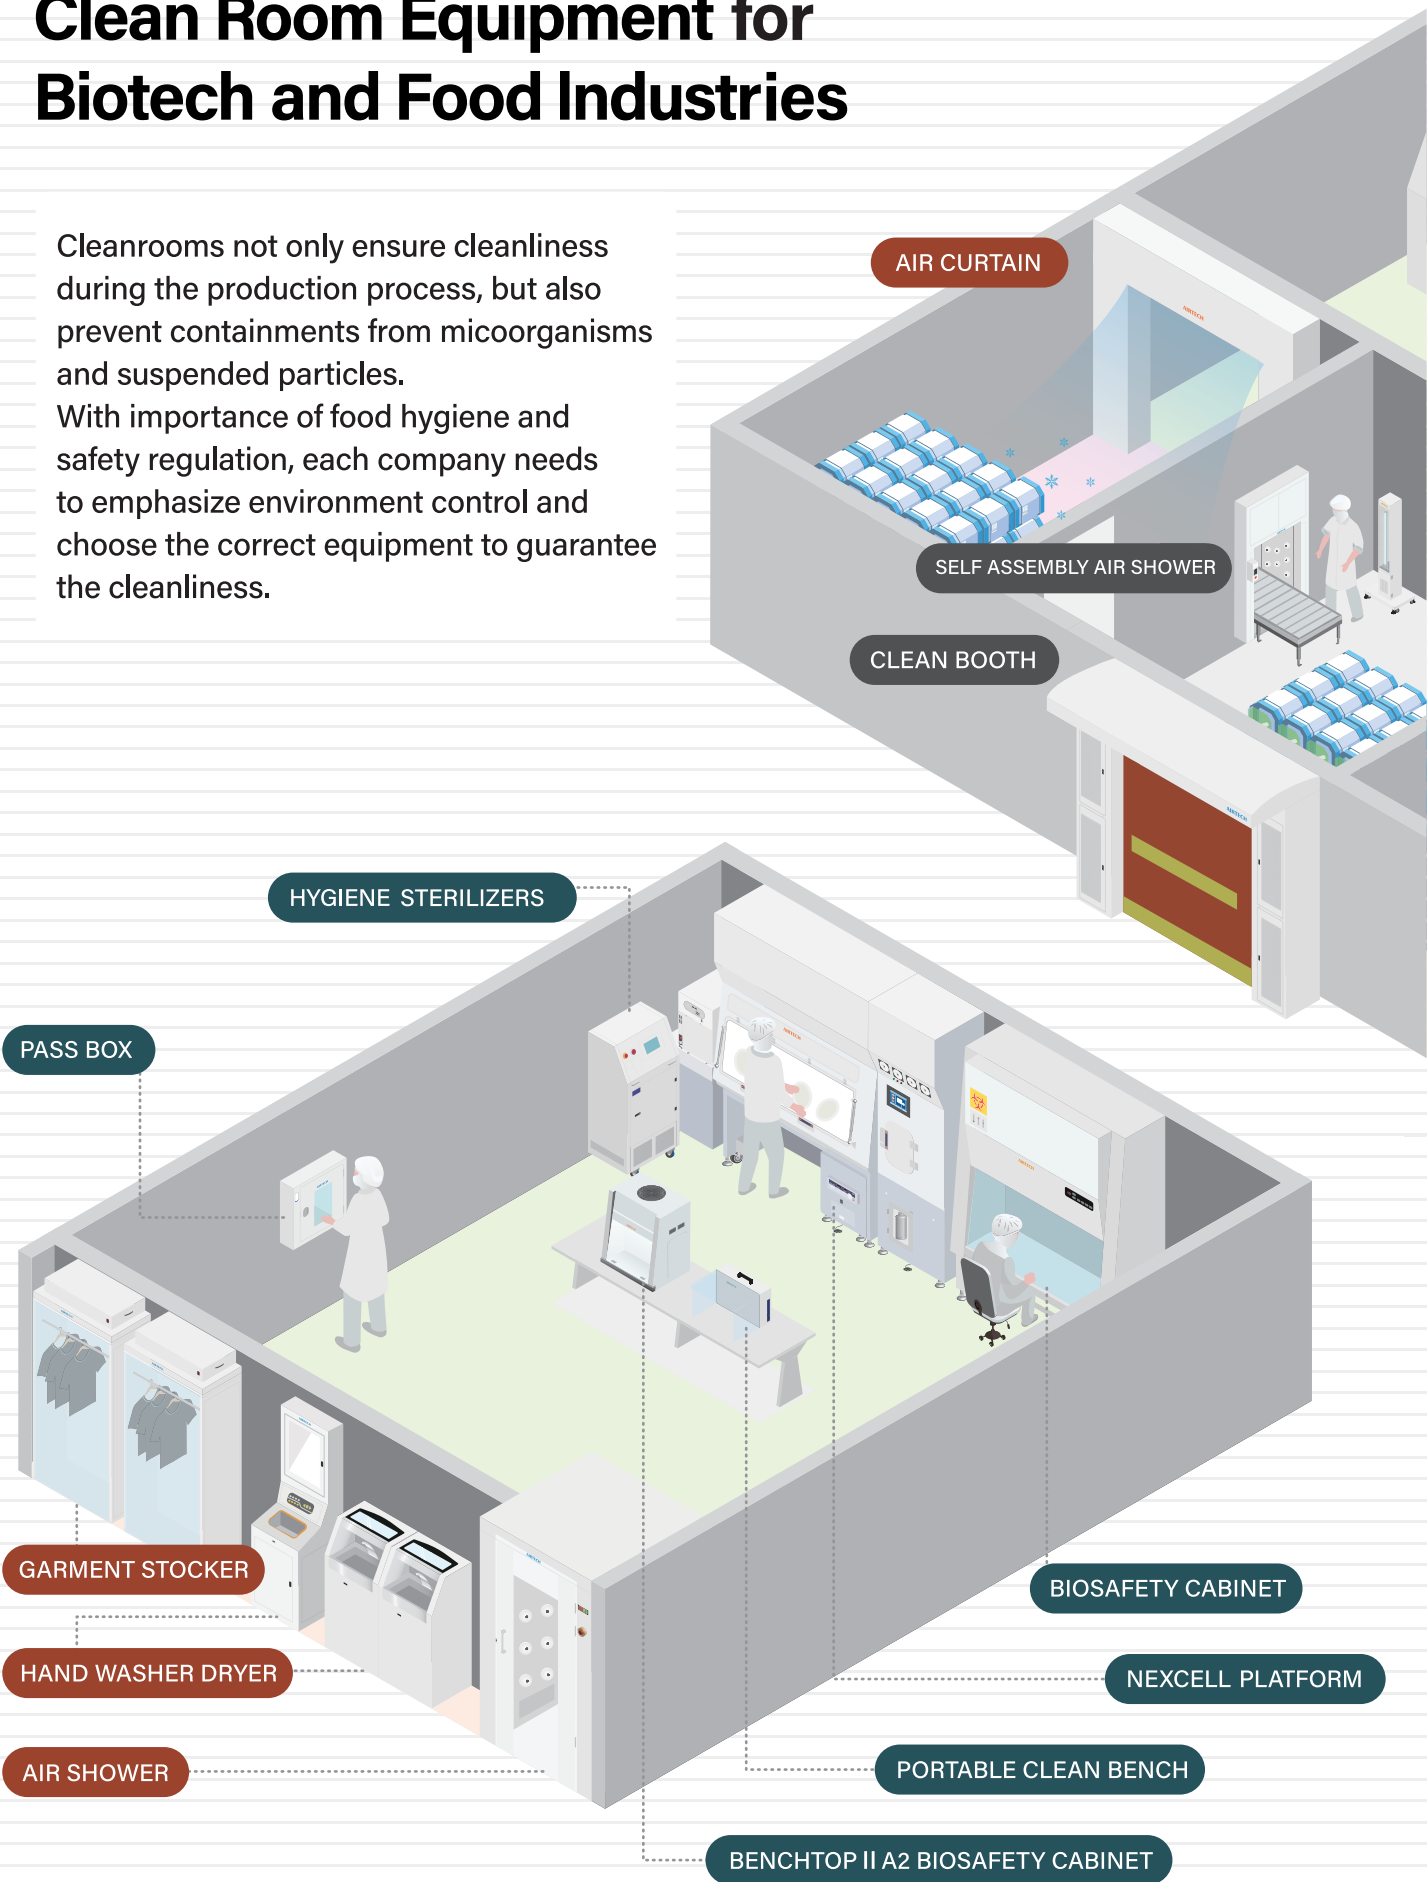 Clean Room Equipment for
Biotech and Food Industries
Cleanrooms not only ensure cleanliness
during the production process, but also
prevent containments from micoorganisms
and suspended particles.
With importance of food hygiene and
safety regulation, each company needs
to emphasize environment control and
choose the correct equipment to guarantee
the cleanliness.
AIR CURTAIN
AIRTECH
SELF ASSEMBLY AIR SHOWER
CLEAN BOOTH
AIRTECH
HYGIENE STERILIZERS
PASS BOX
AIRTECH
AIRTECH
GARMENT STOCKER
BIOSAFETY CABINET
HAND WASHER DRYER
NEXCELL PLATFORM
AIR SHOWER
PORTABLE CLEAN BENCH
BENCHTOP II A2 BIOSAFETY CABINET